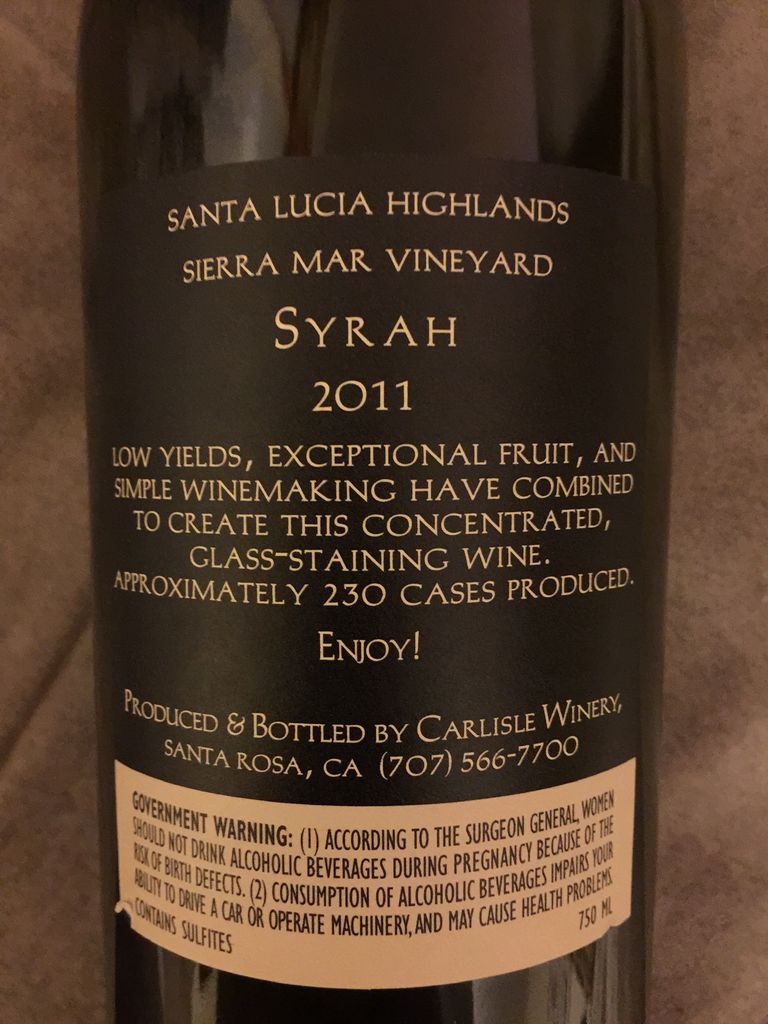 SANTA LUCIA HIGHLANDS
SIERRA MAR VINEYARD
SYRAH
2011
LOW YIELDS, EXCEPTIONAL FRUIT, AND
SIMPLE WINEMAKING HAVE COMBINED
TO CREATE THIS CONCENTRATED,
GLASS-STAINING WINE.
APPROXIMATELY 230 CASES PRODUCED.
ENJOY!
PRODUCED & BOTTLED BY CARLISLE WINERY,
SANTA ROSA, CA (707) 566-7700
GOVERNMENT WARNING: (1) ACCORDING TO THE SURGEON GENERAL, WOMEN
SHOULD NOT DRINK ALCOHOLIC BEVERAGES DURING PREGNANCY BECAUSE OF THE
RISK OF BIRTH DEFECTS. (2) CONSUMPTION OF ALCOHOLIC BEVERAGES IMPAIRS YOUR
ABILITY TO DRIVE A CAR OR OPERATE MACHINERY, AND MAY CAUSE HEALTH PROBLEMS.
CONTAINS SULFITES 750 ML